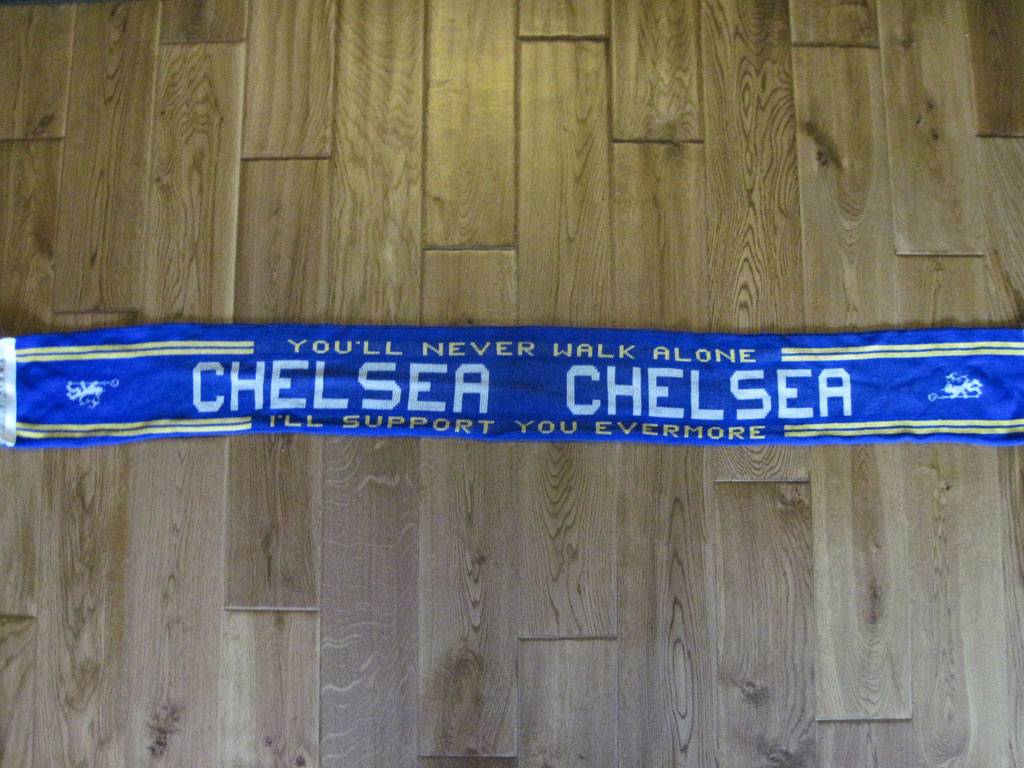 YOU'LL NEVER WALK ALONE
CHELSEA CHELSEA
I'LL SUPPORT YOU EVERMORE